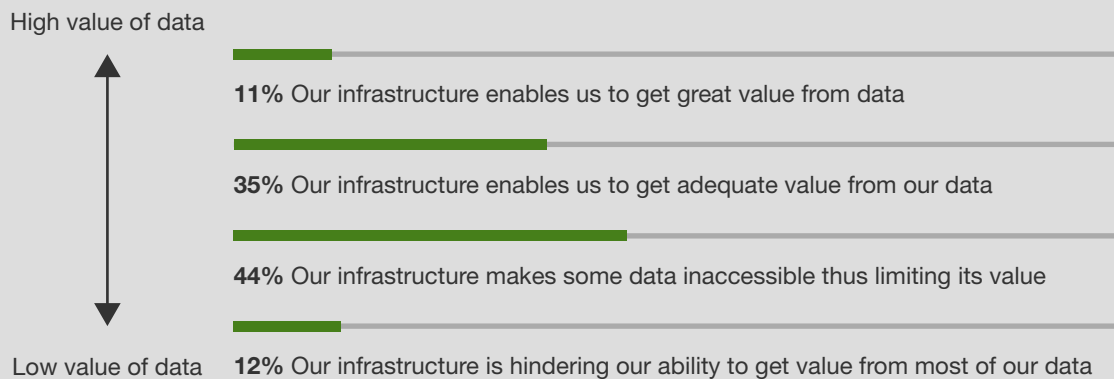 High value of data
11% Our infrastructure enables us to get great value from data
35% Our infrastructure enables us to get adequate value from our data
44% Our infrastructure makes some data inaccessible thus limiting its value
Low value of data
12% Our infrastructure is hindering our ability to get value from most of our data